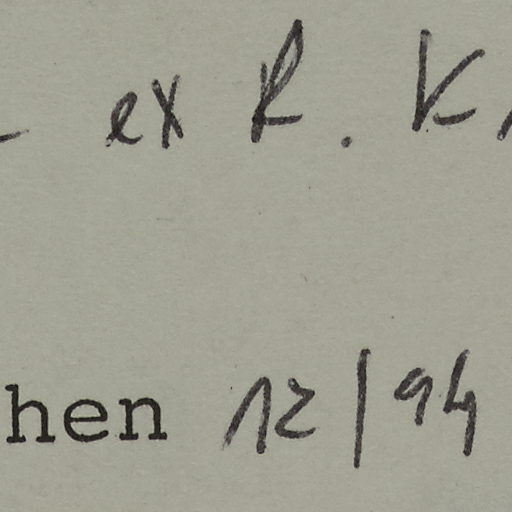 ex R. K
hen 12/94